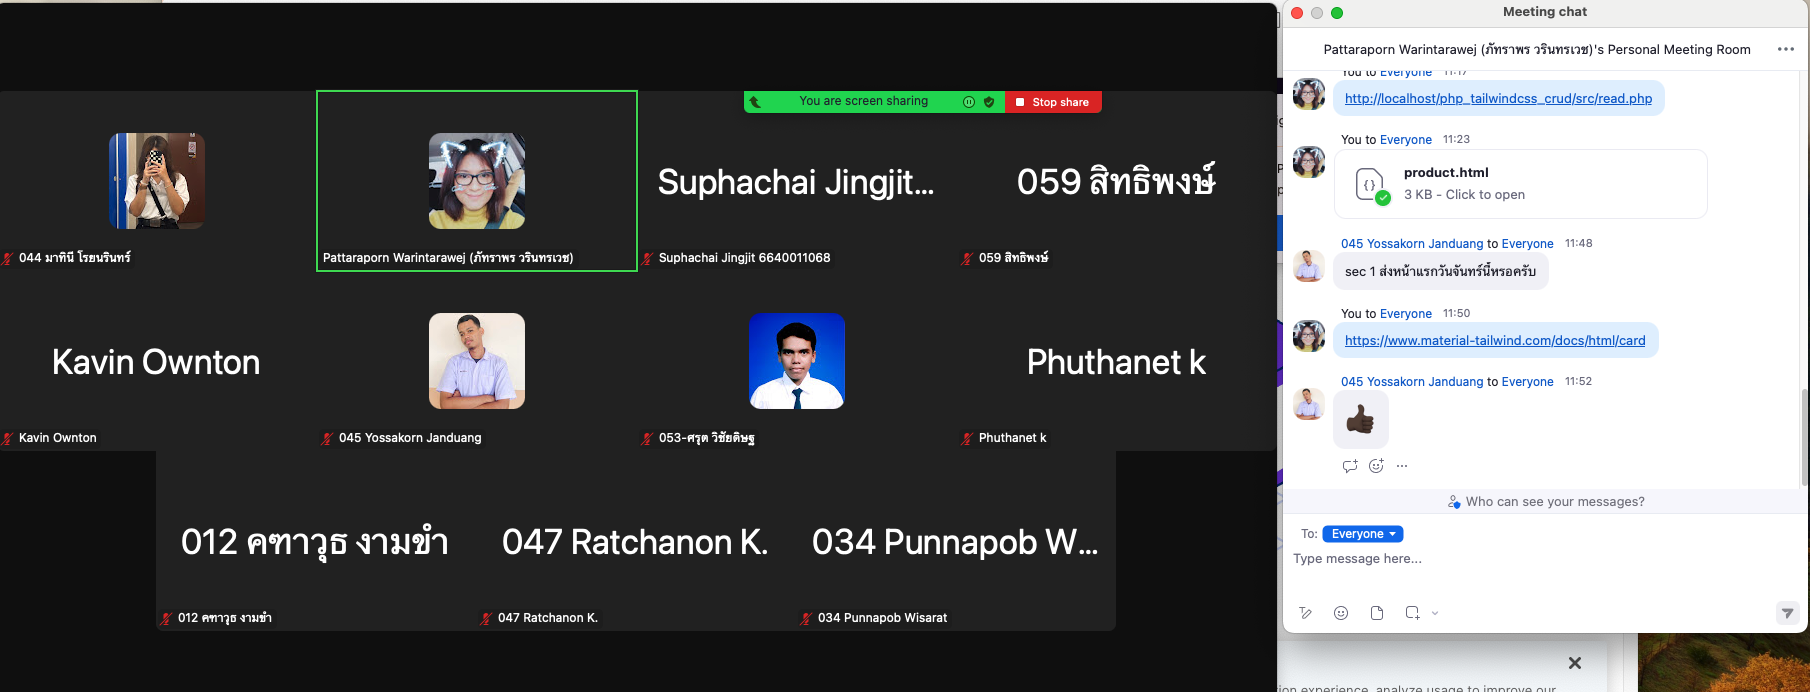 You are screen sharing
Stop share
Suphachai Jingjit...
059 สิทธิพงษ์
044 มาทินี โรยนรินทร์
Pattaraporn Warintarawej (ภัทราพร วรินทรเวช)
Suphachai Jingjit 6640011068
059 สิทธิพงษ์
Kavin Ownton
Phuthanet k
Kavin Ownton
045 Yossakorn Janduang
053-ศรุต วิชัยดิษฐ
Phuthanet k
012 คฑาวุธ งามขำ
047 Ratchanon K.
034 Punnapob W...
012 คฑาวุธ งามขำ
047 Ratchanon K.
034 Punnapob Wisarat
Meeting chat
Pattaraporn Warintarawej (ภัทราพร วรินทรเวช)'s Personal Meeting Room
You to Everyone 11:17
http://localhost/php_tailwindcss_crud/src/read.php
You to Everyone 11:23
product.html
3 KB - Click to open
045 Yossakorn Janduang to Everyone 11:48
sec 1 ส่งหน้าแรกวันจันทร์นี้หรอครับ
You to Everyone 11:50
https://www.material-tailwind.com/docs/html/card
045 Yossakorn Janduang to Everyone 11:52
Who can see your messages?
To: Everyone
Type message here...
experience, analyze usage to improve our